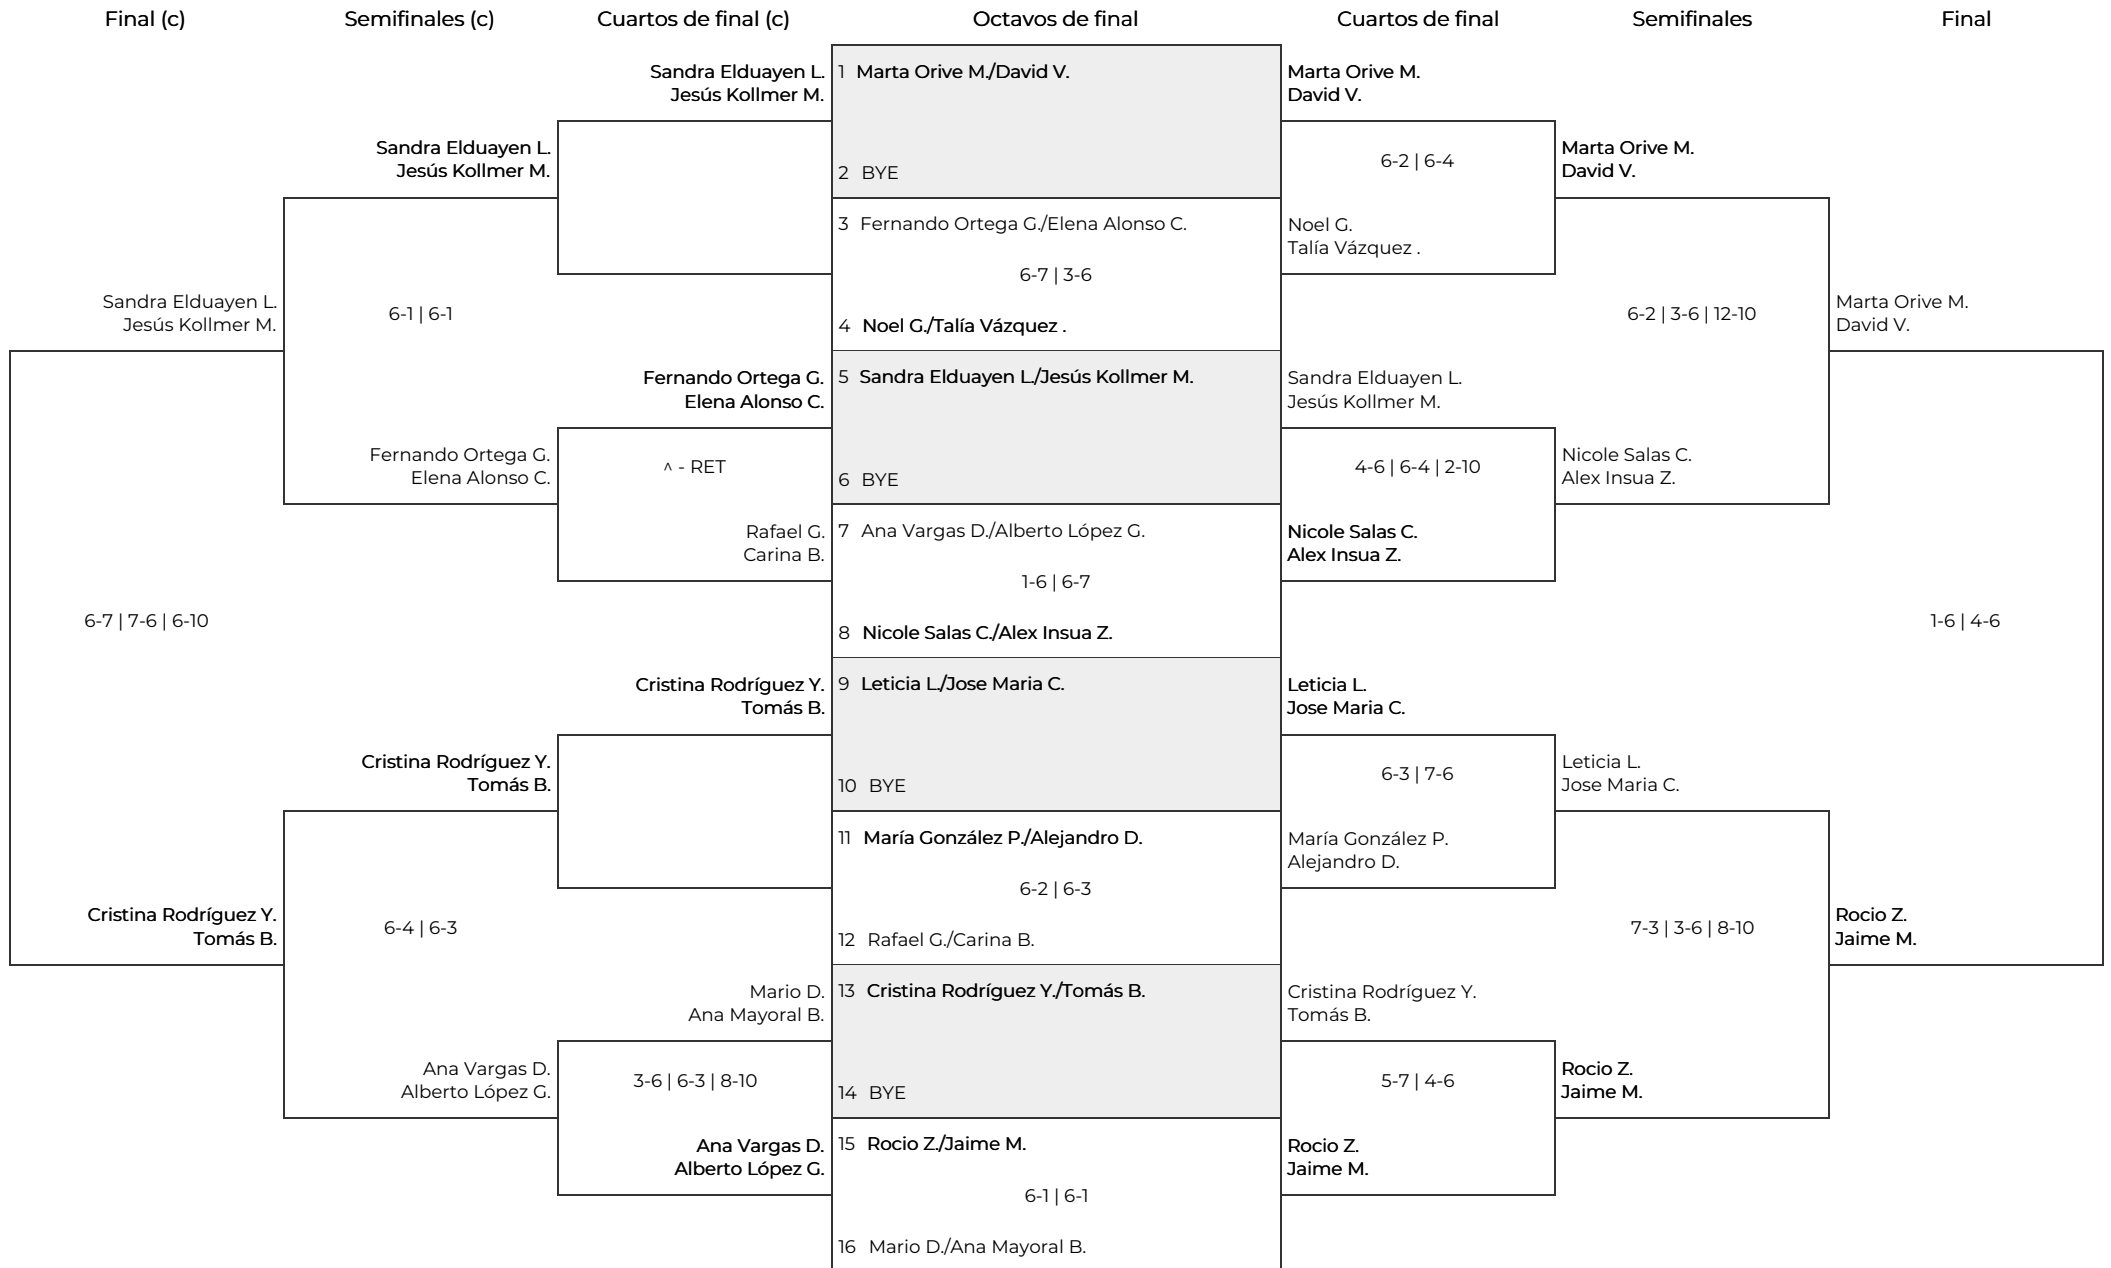 Final (c) Semifinales (c) Cuartos de final (c) Octavos de final Cuartos de final Semifinales Final
Sandra Elduayen L.
Jesús Kollmer M.
6-7 | 7-6 | 6-10
Cristina Rodríguez Y.
Tomás B.
Sandra Elduayen L.
Jesús Kollmer M.
6-1 | 6-1
Fernando Ortega G.
Elena Alonso C.
Cristina Rodríguez Y.
Tomás B.
6-4 | 6-3
Ana Vargas D.
Alberto López G.
Sandra Elduayen L.
Jesús Kollmer M.
Fernando Ortega G.
Elena Alonso C.
^ - RET
Rafael G.
Carina B.
Cristina Rodríguez Y.
Tomás B.
Mario D.
Ana Mayoral B.
3-6 | 6-3 | 8-10
Ana Vargas D.
Alberto López G.
1 Marta Orive M./David V.
2 BYE
3 Fernando Ortega G./Elena Alonso C.
6-7 | 3-6
4 Noel G./Talía Vázquez .
5 Sandra Elduayen L./Jesús Kollmer M.
6 BYE
7 Ana Vargas D./Alberto López G.
1-6 | 6-7
8 Nicole Salas C./Alex Insua Z.
9 Leticia L./Jose Maria C.
10 BYE
11 María González P./Alejandro D.
6-2 | 6-3
12 Rafael G./Carina B.
13 Cristina Rodríguez Y./Tomás B.
14 BYE
15 Rocio Z./Jaime M.
6-1 | 6-1
16 Mario D./Ana Mayoral B.
Marta Orive M.
David V.
6-2 | 6-4
Noel G.
Talía Vázquez .
Sandra Elduayen L.
Jesús Kollmer M.
4-6 | 6-4 | 2-10
Nicole Salas C.
Alex Insua Z.
Leticia L.
Jose Maria C.
6-3 | 7-6
María González P.
Alejandro D.
Cristina Rodríguez Y.
Tomás B.
5-7 | 4-6
Rocio Z.
Jaime M.
Marta Orive M.
David V.
6-2 | 3-6 | 12-10
Nicole Salas C.
Alex Insua Z.
Leticia L.
Jose Maria C.
7-3 | 3-6 | 8-10
Rocio Z.
Jaime M.
Marta Orive M.
David V.
1-6 | 4-6
Rocio Z.
Jaime M.